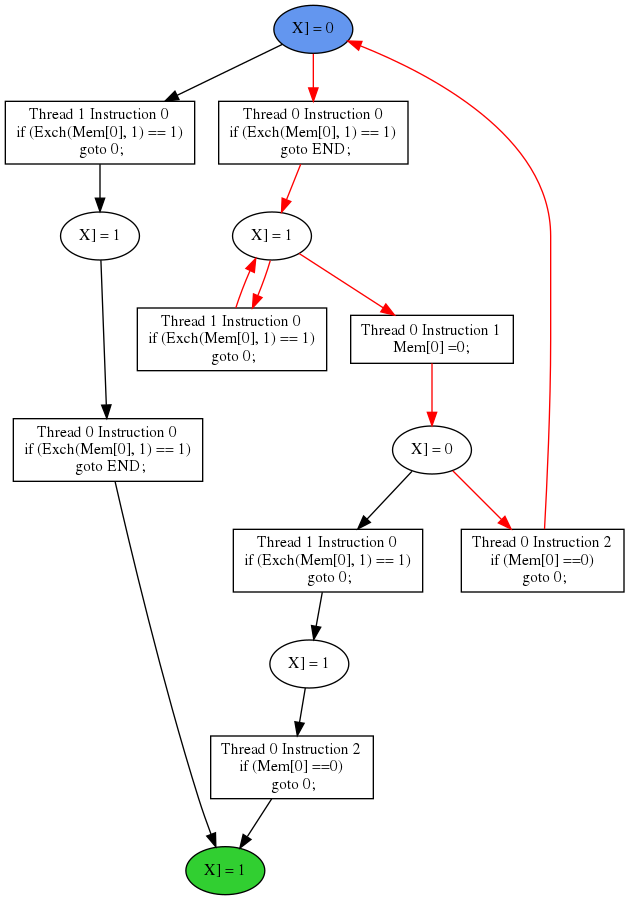 X] = 0
Thread 1 Instruction 0
if (Exch(Mem[0], 1) == 1)
goto 0;
Thread 0 Instruction 0
if (Exch(Mem[0], 1) == 1)
goto END;
X] = 1
X] = 1
Thread 1 Instruction 0
if (Exch(Mem[0], 1) == 1)
goto 0;
Thread 0 Instruction 1
Mem[0] =0;
Thread 0 Instruction 0
if (Exch(Mem[0], 1) == 1)
goto END;
X] = 0
Thread 1 Instruction 0
if (Exch(Mem[0], 1) == 1)
goto 0;
Thread 0 Instruction 2
if (Mem[0] ==0)
goto 0;
X] = 1
Thread 0 Instruction 2
if (Mem[0] ==0)
goto 0;
X] = 1